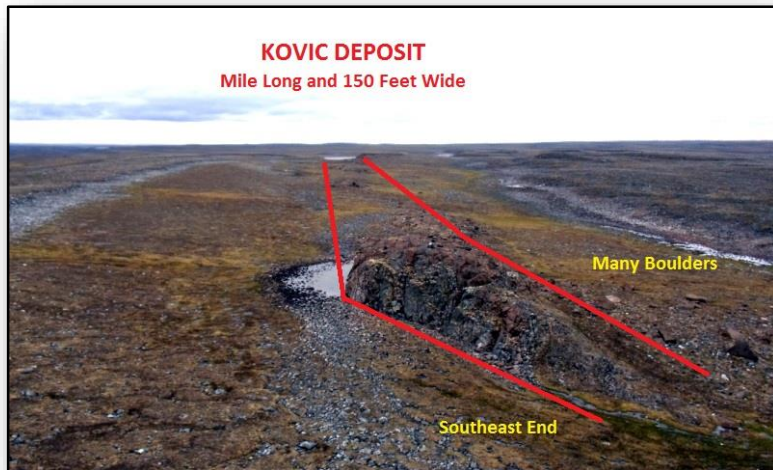 KOVIC DEPOSIT
Mile Long and 150 Feet Wide
Many Boulders
Southeast End